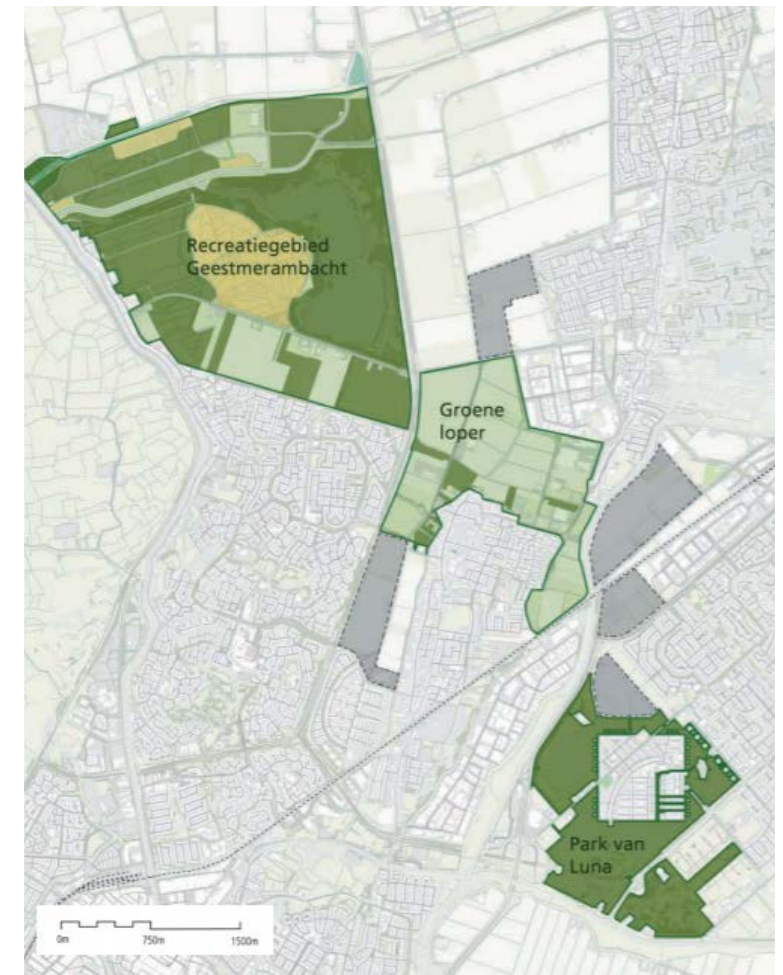 Recreatiegebied
Geestmerambacht
Groene
loper
Park van
Luna
0m 750m 1500m